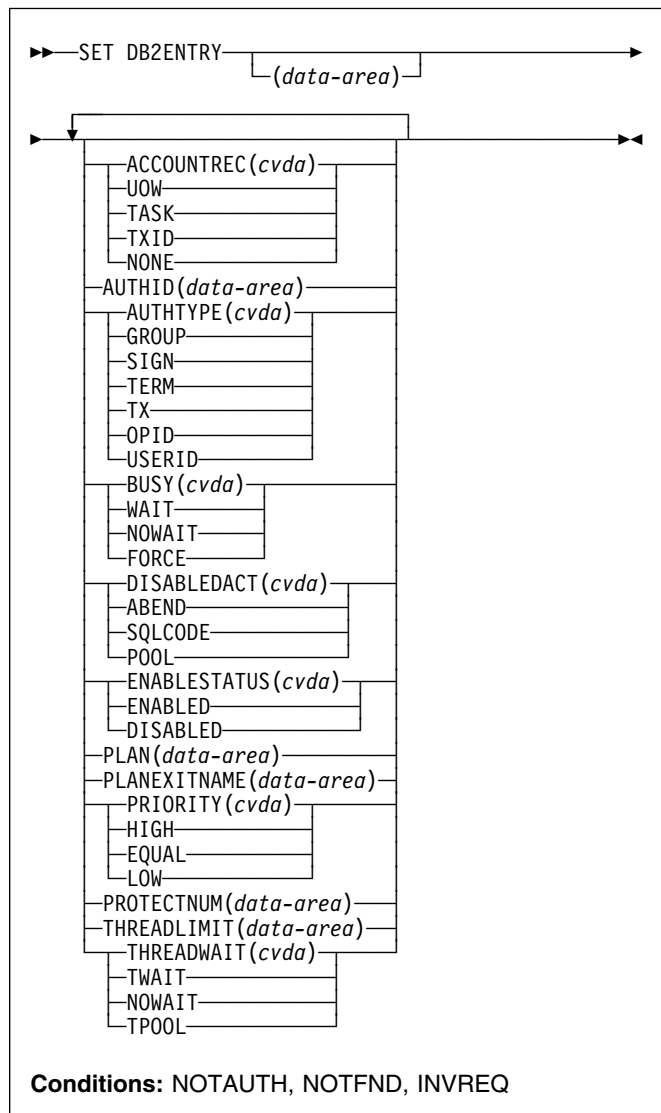 SET DB2ENTRY
(data-area)
ACCOUNTREC(cvda)
UOW
TASK
TXID
NONE
AUTHID(data-area)
AUTHTYPE(cvda)
GROUP
SIGN
TERM
TX
OPID
USERID
BUSY(cvda)
WAIT
NOWAIT
FORCE
DISABLEDACT(cvda)
ABEND
SQLCODE
POOL
ENABLESTATUS(cvda)
ENABLED
DISABLED
PLAN(data-area)
PLANEXITNAME(data-area)
PRIORITY(cvda)
HIGH
EQUAL
LOW
PROTECTNUM(data-area)
THREADLIMIT(data-area)
THREADWAIT(cvda)
TWAIT
NOWAIT
TPOOL
Conditions: NOTAUTH, NOTFND, INVREQ